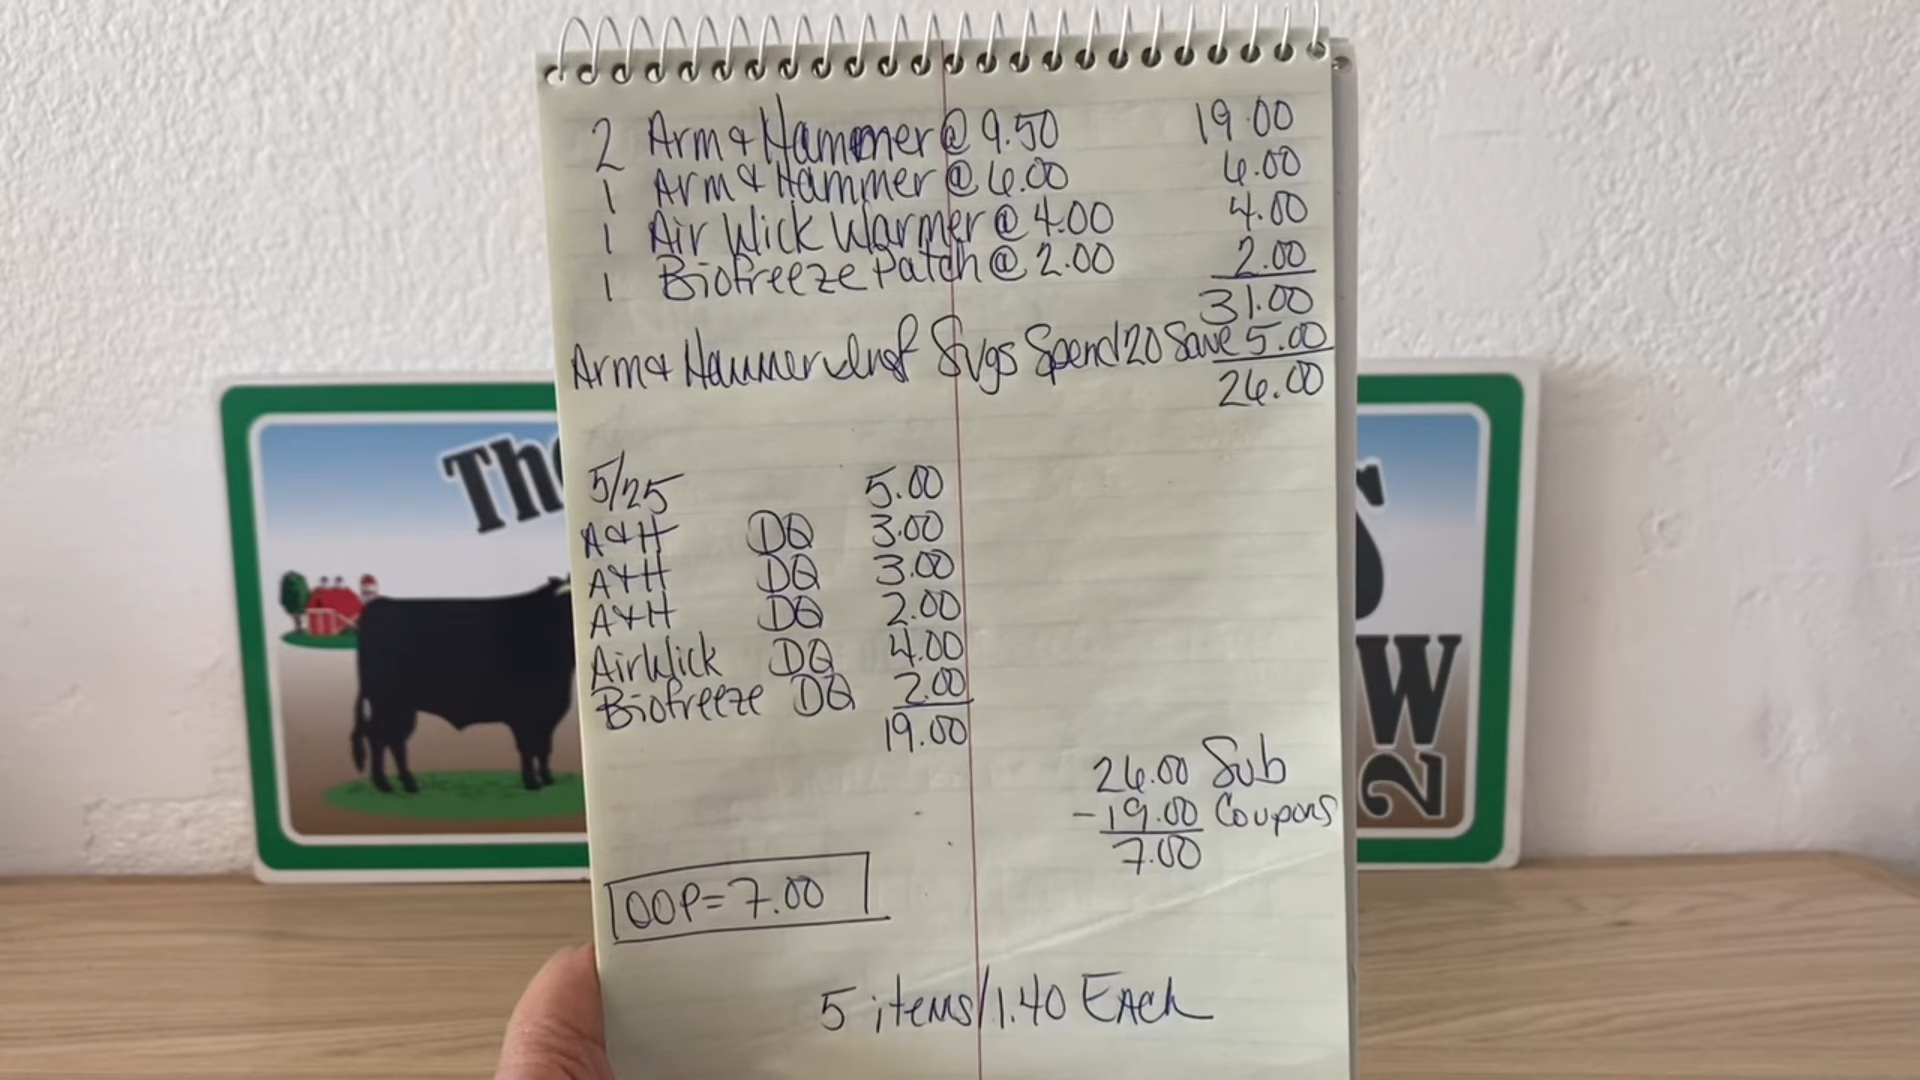 2 Arm & Hammer @ 9.50 19.00
1 Arm & Hammer @ 6.00 6.00
1 Air Wick Warmer @ 4.00 4.00
1 Biofreeze Patch @ 2.00 2.00
31.00
Arm & Hammer Inst Svgs Spend 20 Save 5.00
26.00
5/25 5.00
A&H DQ 3.00
A&H DQ 3.00
A&H DQ 2.00
AirWick DQ 4.00
Biofreeze DQ 2.00
19.00
26.00 Sub
-19.00 Coupons
7.00
OOP = 7.00
5 items/1.40 Each